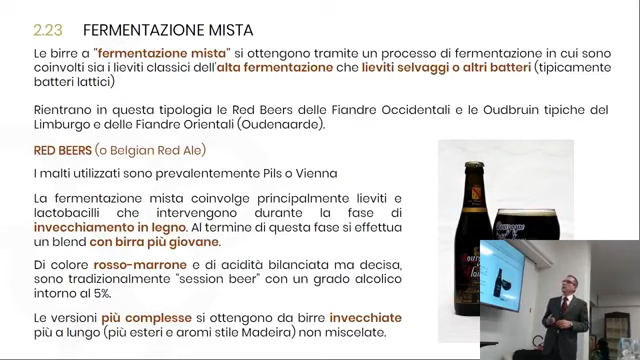 2.23 FERMENTAZIONE MISTA
Le birre a "fermentazione mista" si ottengono tramite un processo di fermentazione in cui sono
coinvolti sia i lieviti classici dell'alta fermentazione che lieviti selvaggi o altri batteri (tipicamente
batteri lattici)
Rientrano in questa tipologia le Red Beers delle Fiandre Occidentali e le Oudbruin tipiche del
Limburgo e delle Fiandre Orientali (Oudenaarde).
RED BEERS (o Belgian Red Ale)
I malti utilizzati sono prevalentemente Pils o Vienna
La fermentazione mista coinvolge principalmente lieviti e
lactobacilli che intervengono durante la fase di
invecchiamento in legno. Al termine di questa fase si effettua
un blend con birra più giovane.
Di colore rosso-marrone e di acidità bilanciata ma decisa,
sono tradizionalmente "session beer" con un grado alcolico
intorno al 5%.
Le versioni più complesse si ottengono da birre invecchiate
più a lungo (più esteri e aromi stile Madeira) non miscelate.